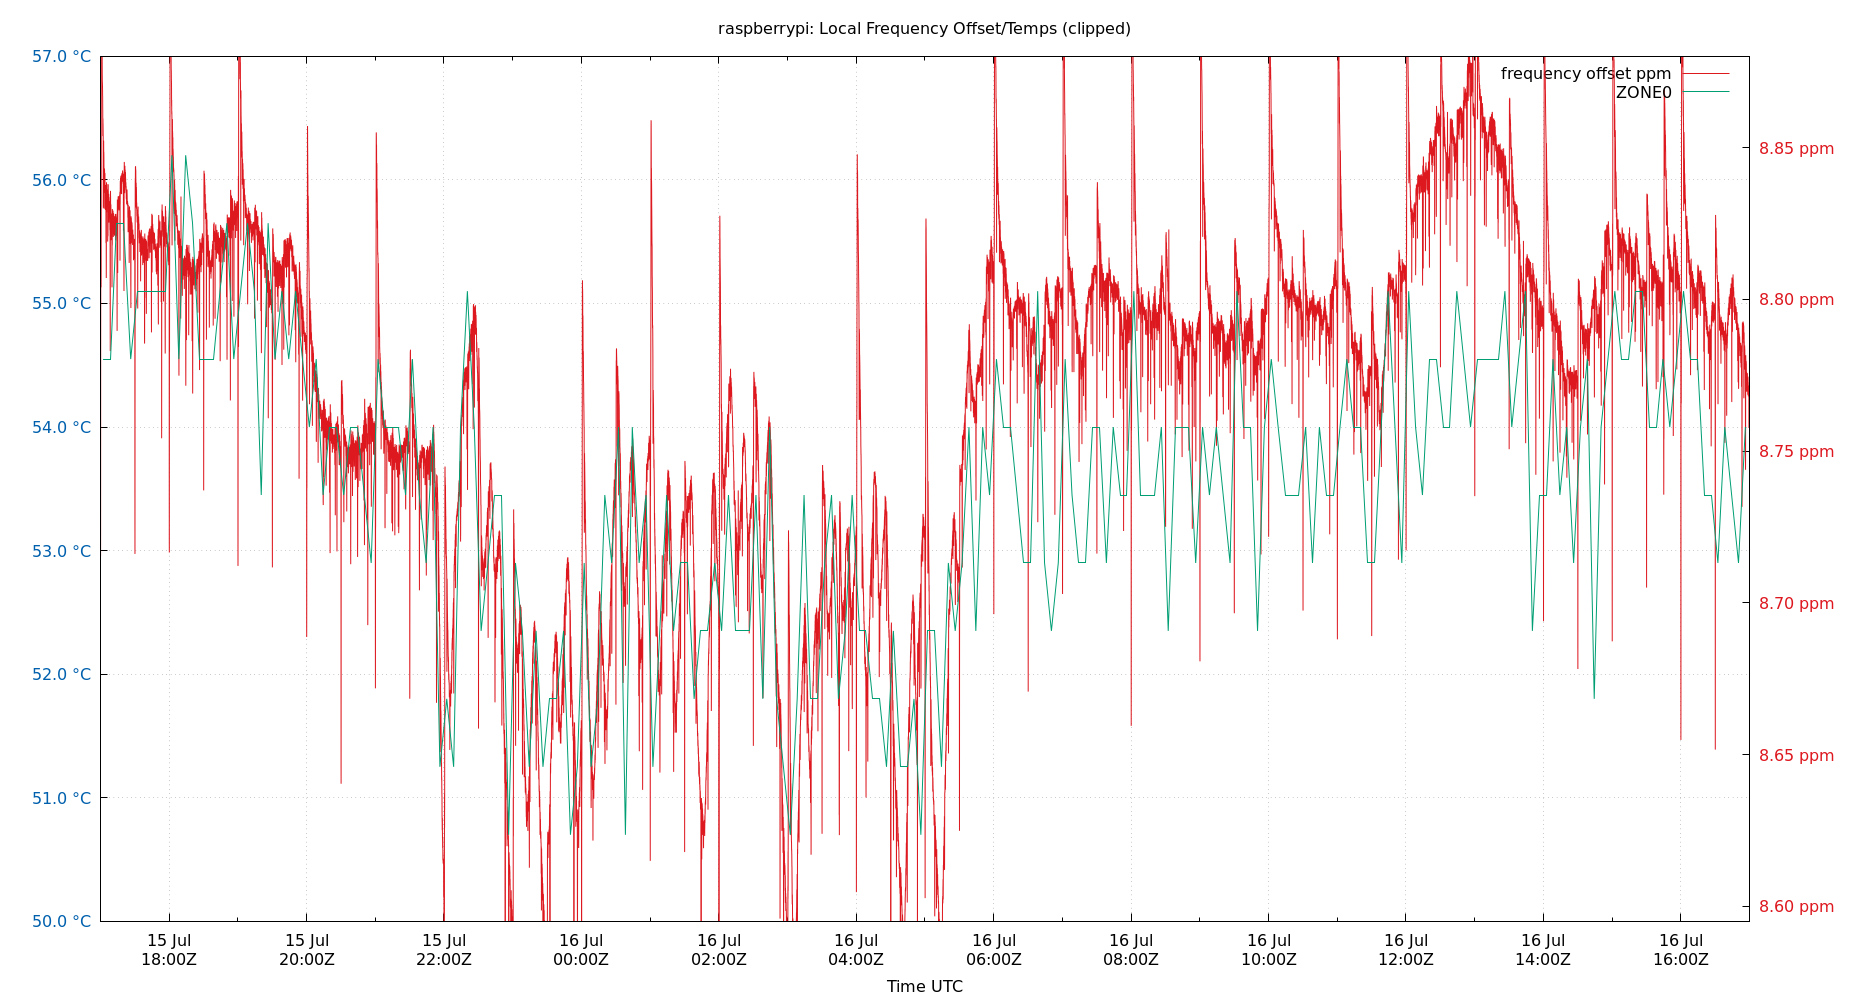 raspberrypi: Local Frequency Offset/Temps (clipped)
57.0 °C
56.0 °C
55.0 °C
54.0 °C
53.0 °C
52.0 °C
51.0 °C
50.0 °C
frequency offset ppm
ZONE0
8.85 ppm
8.80 ppm
8.75 ppm
8.70 ppm
8.65 ppm
8.60 ppm
15 Jul 15 Jul 15 Jul 16 Jul 16 Jul 16 Jul 16 Jul 16 Jul 16 Jul 16 Jul 16 Jul 16 Jul
18:00Z 20:00Z 22:00Z 00:00Z 02:00Z 04:00Z 06:00Z 08:00Z 10:00Z 12:00Z 14:00Z 16:00Z
Time UTC